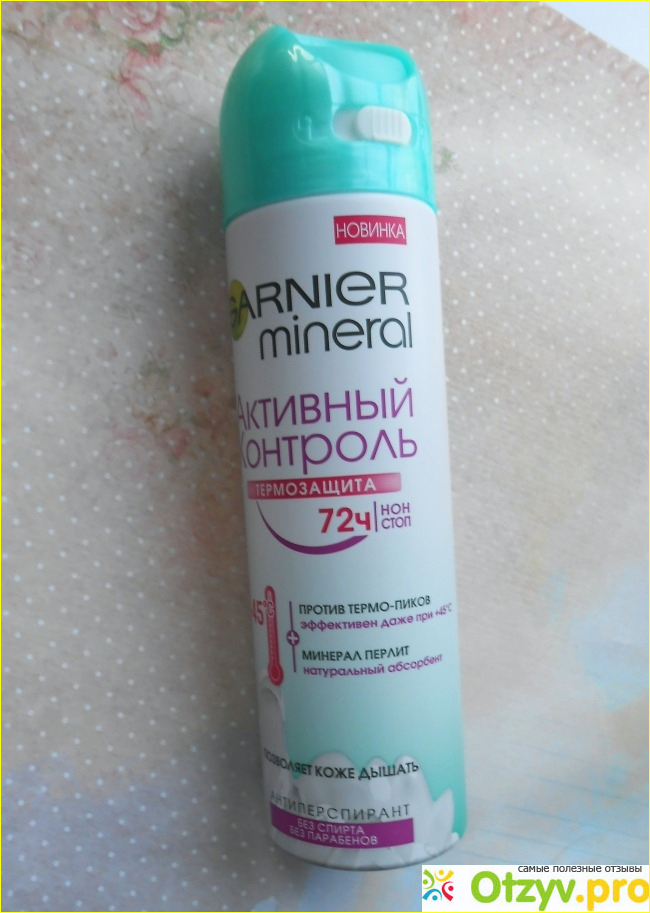 НОВИНКА
GARNIER
mineral
Активный
Контроль
ТЕРМОЗАЩИТА
72ч НОН
СТОП
45°C
ПРОТИВ ТЕРМО-ПИКОВ
эффективен даже при +45°C
+
МИНЕРАЛ ПЕРЛИТ
натуральный абсорбент
ПОЗВОЛЯЕТ КОЖЕ ДЫШАТЬ
АНТИПЕРСПИРАНТ
БЕЗ СПИРТА
БЕЗ ПАРАБЕНОВ
самые полезные отзывы
Otzyv.pro